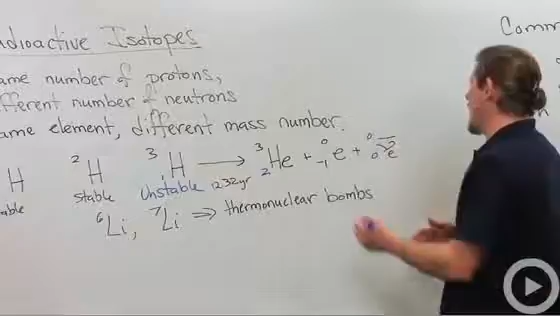 adioactive Isotopes
Comm
ame number of protons,
fferent number of neutrons
ame element, different mass number.
H ²H ³H → ³₂He + ⁰₋₁e + ⁰₀ν̅e
able stable Unstable 12.32yr
⁶Li, ⁷Li ⇒ thermonuclear bombs